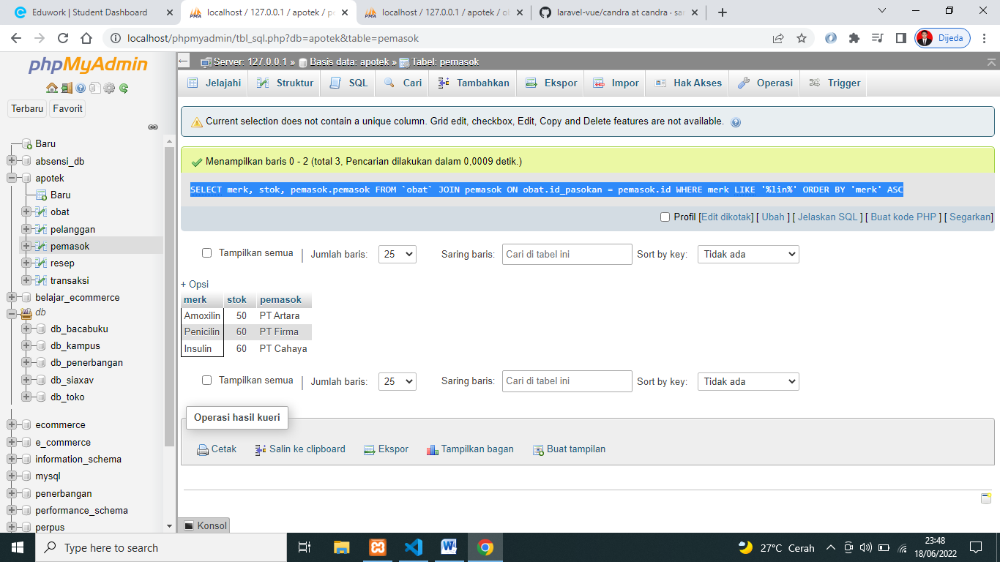 Eduwork | Student Dashboard
localhost / 127.0.0.1 / apotek / pe
localhost / 127.0.0.1 / apotek / ob
laravel-vue/candra at candra · sar
localhost/phpmyadmin/tbl_sql.php?db=apotek&table=pemasok
Dijeda
phpMyAdmin
Terbaru Favorit
Baru
absensi_db
apotek
Baru
obat
pelanggan
pemasok
resep
transaksi
belajar_ecommerce
db
db_bacabuku
db_kampus
db_penerbangan
db_siaxav
db_toko
ecommerce
e_commerce
information_schema
mysql
penerbangan
performance_schema
perpus
Server: 127.0.0.1 » Basis data: apotek » Tabel: pemasok
Jelajahi Struktur SQL Cari Tambahkan Ekspor Impor Hak Akses Operasi Trigger
Current selection does not contain a unique column. Grid edit, checkbox, Edit, Copy and Delete features are not available.
Menampilkan baris 0 - 2 (total 3, Pencarian dilakukan dalam 0,0009 detik.)
SELECT merk, stok, pemasok.pemasok FROM `obat` JOIN pemasok ON obat.id_pasokan = pemasok.id WHERE merk LIKE '%lin%' ORDER BY 'merk' ASC
Profil [Edit dikotak] [ Ubah ] [ Jelaskan SQL ] [ Buat kode PHP ] [ Segarkan]
Tampilkan semua | Jumlah baris: 25 Saring baris: Cari di tabel ini Sort by key: Tidak ada
+ Opsi
merk stok pemasok
Amoxilin 50 PT Artara
Penicilin 60 PT Firma
Insulin 60 PT Cahaya
Tampilkan semua | Jumlah baris: 25 Saring baris: Cari di tabel ini Sort by key: Tidak ada
Operasi hasil kueri
Cetak Salin ke clipboard Ekspor Tampilkan bagan Buat tampilan
Konsol
Type here to search
27°C Cerah
23:48
18/06/2022